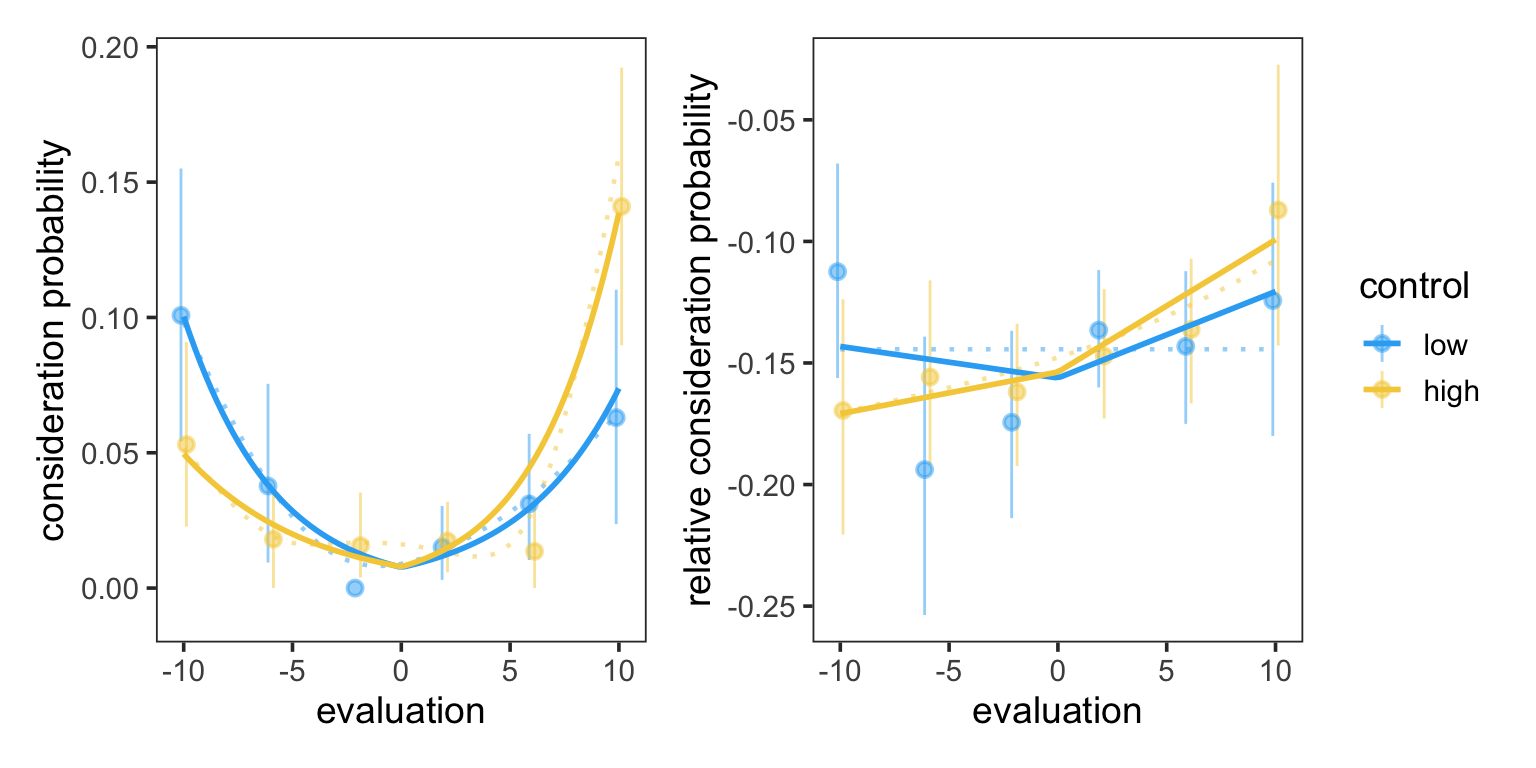 consideration probability
0.20
0.15
0.10
0.05
0.00
-10 -5 0 5 10
evaluation
relative consideration probability
-0.05
-0.10
-0.15
-0.20
-0.25
-10 -5 0 5 10
evaluation
control
low
high